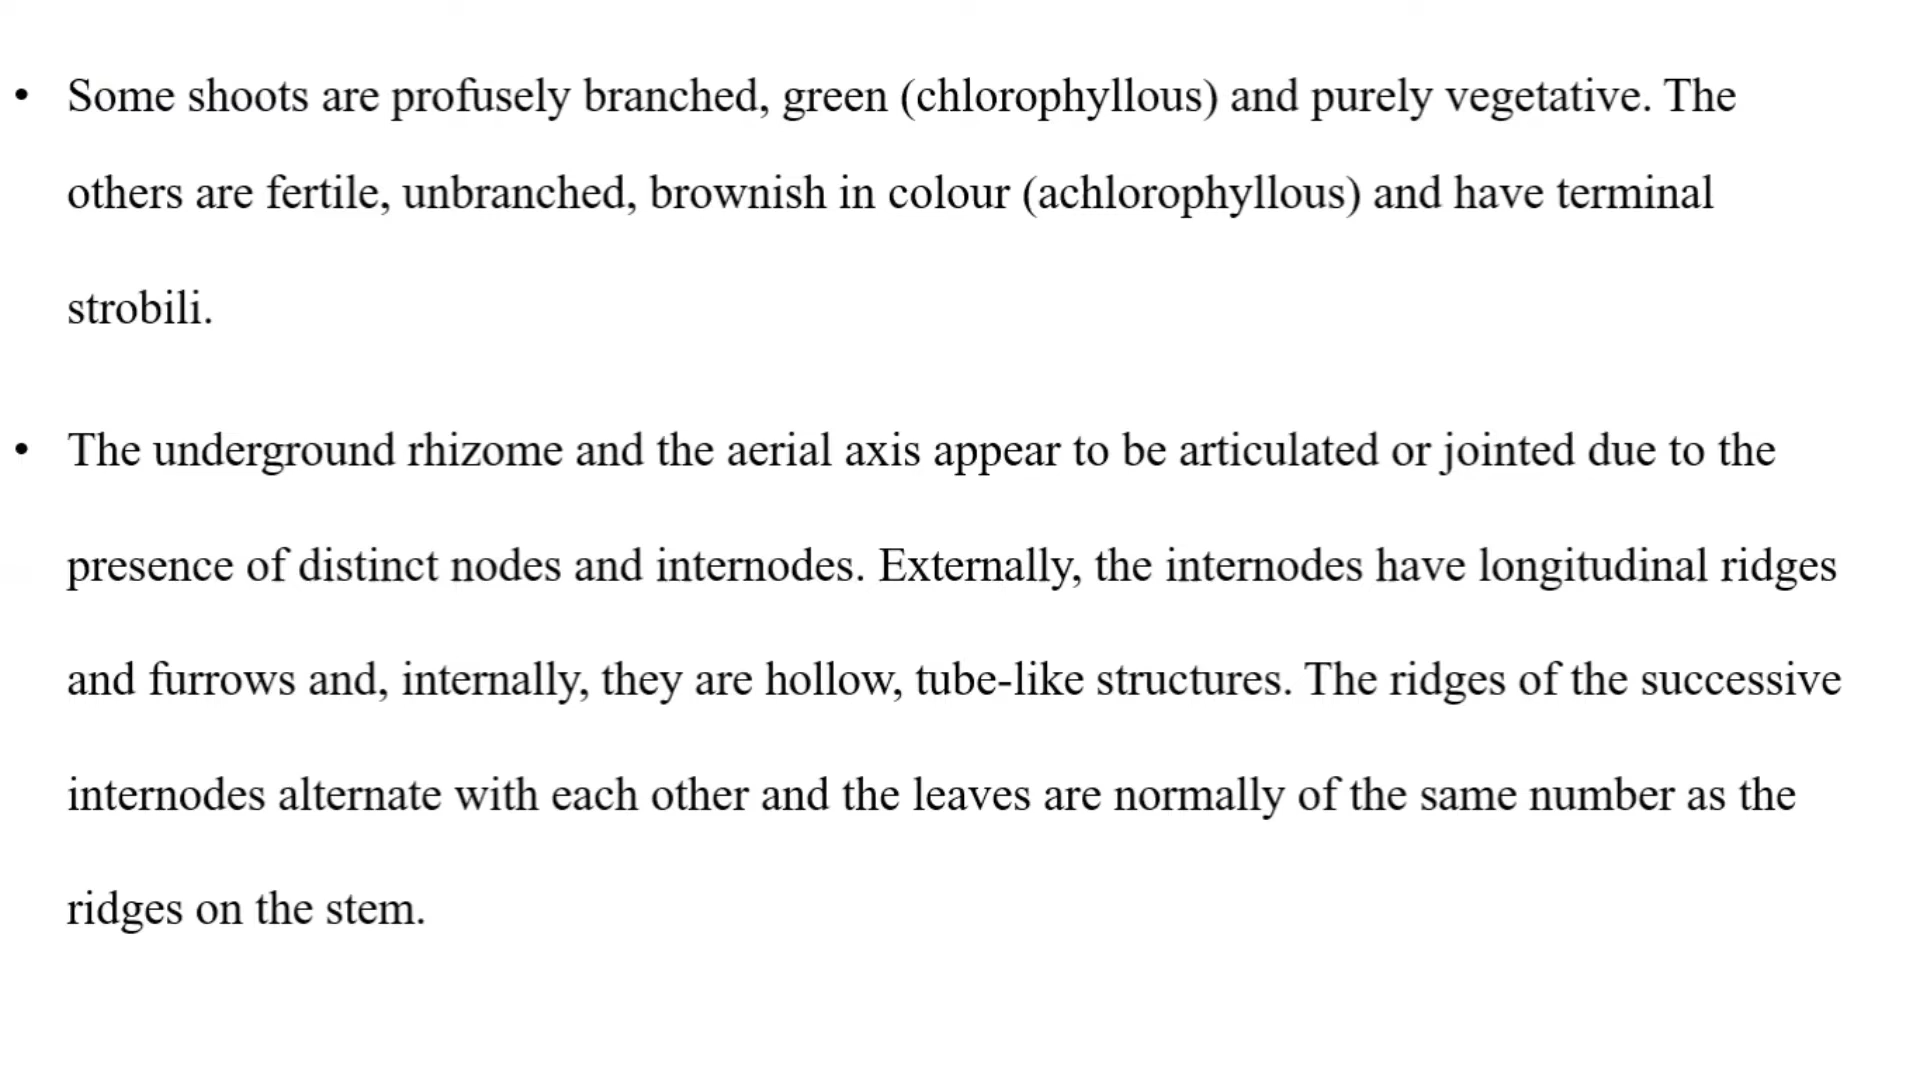 • Some shoots are profusely branched, green (chlorophyllous) and purely vegetative. The
others are fertile, unbranched, brownish in colour (achlorophyllous) and have terminal
strobili.
• The underground rhizome and the aerial axis appear to be articulated or jointed due to the
presence of distinct nodes and internodes. Externally, the internodes have longitudinal ridges
and furrows and, internally, they are hollow, tube-like structures. The ridges of the successive
internodes alternate with each other and the leaves are normally of the same number as the
ridges on the stem.